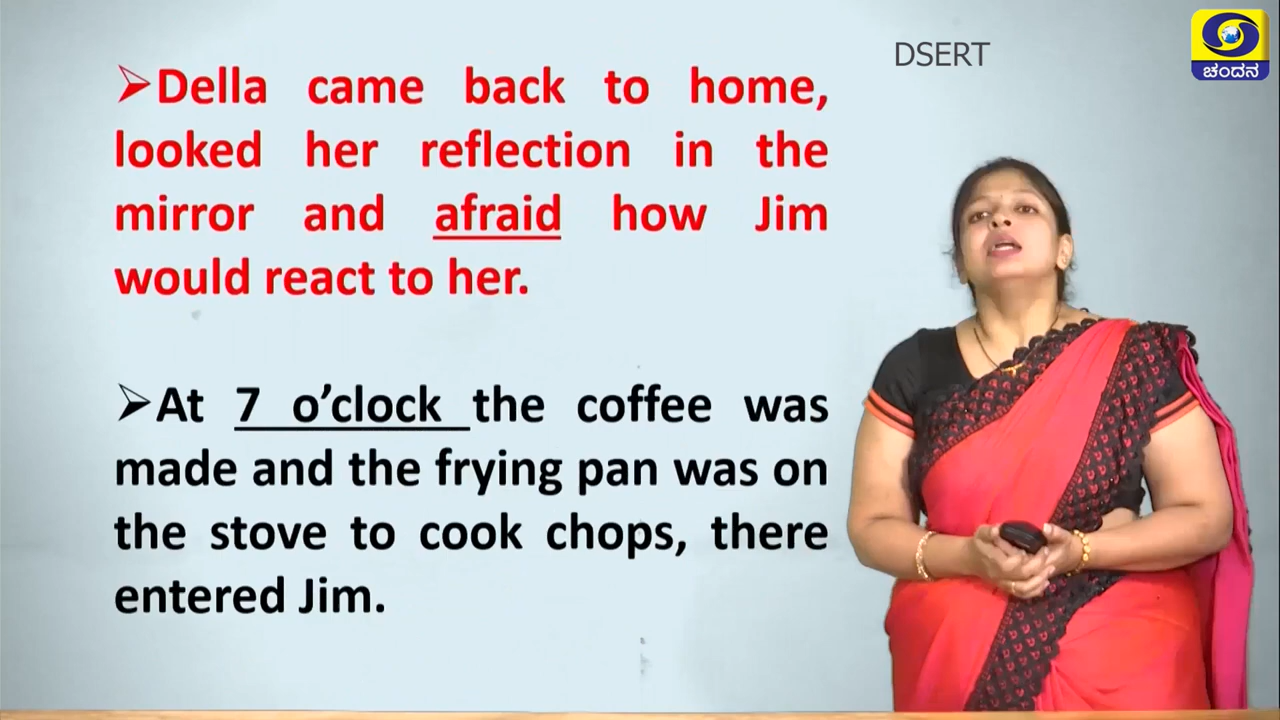 DSERT
ಚಂದನ
➢Della came back to home,
looked her reflection in the
mirror and afraid how Jim
would react to her.
➢At 7 o’clock the coffee was
made and the frying pan was on
the stove to cook chops, there
entered Jim.